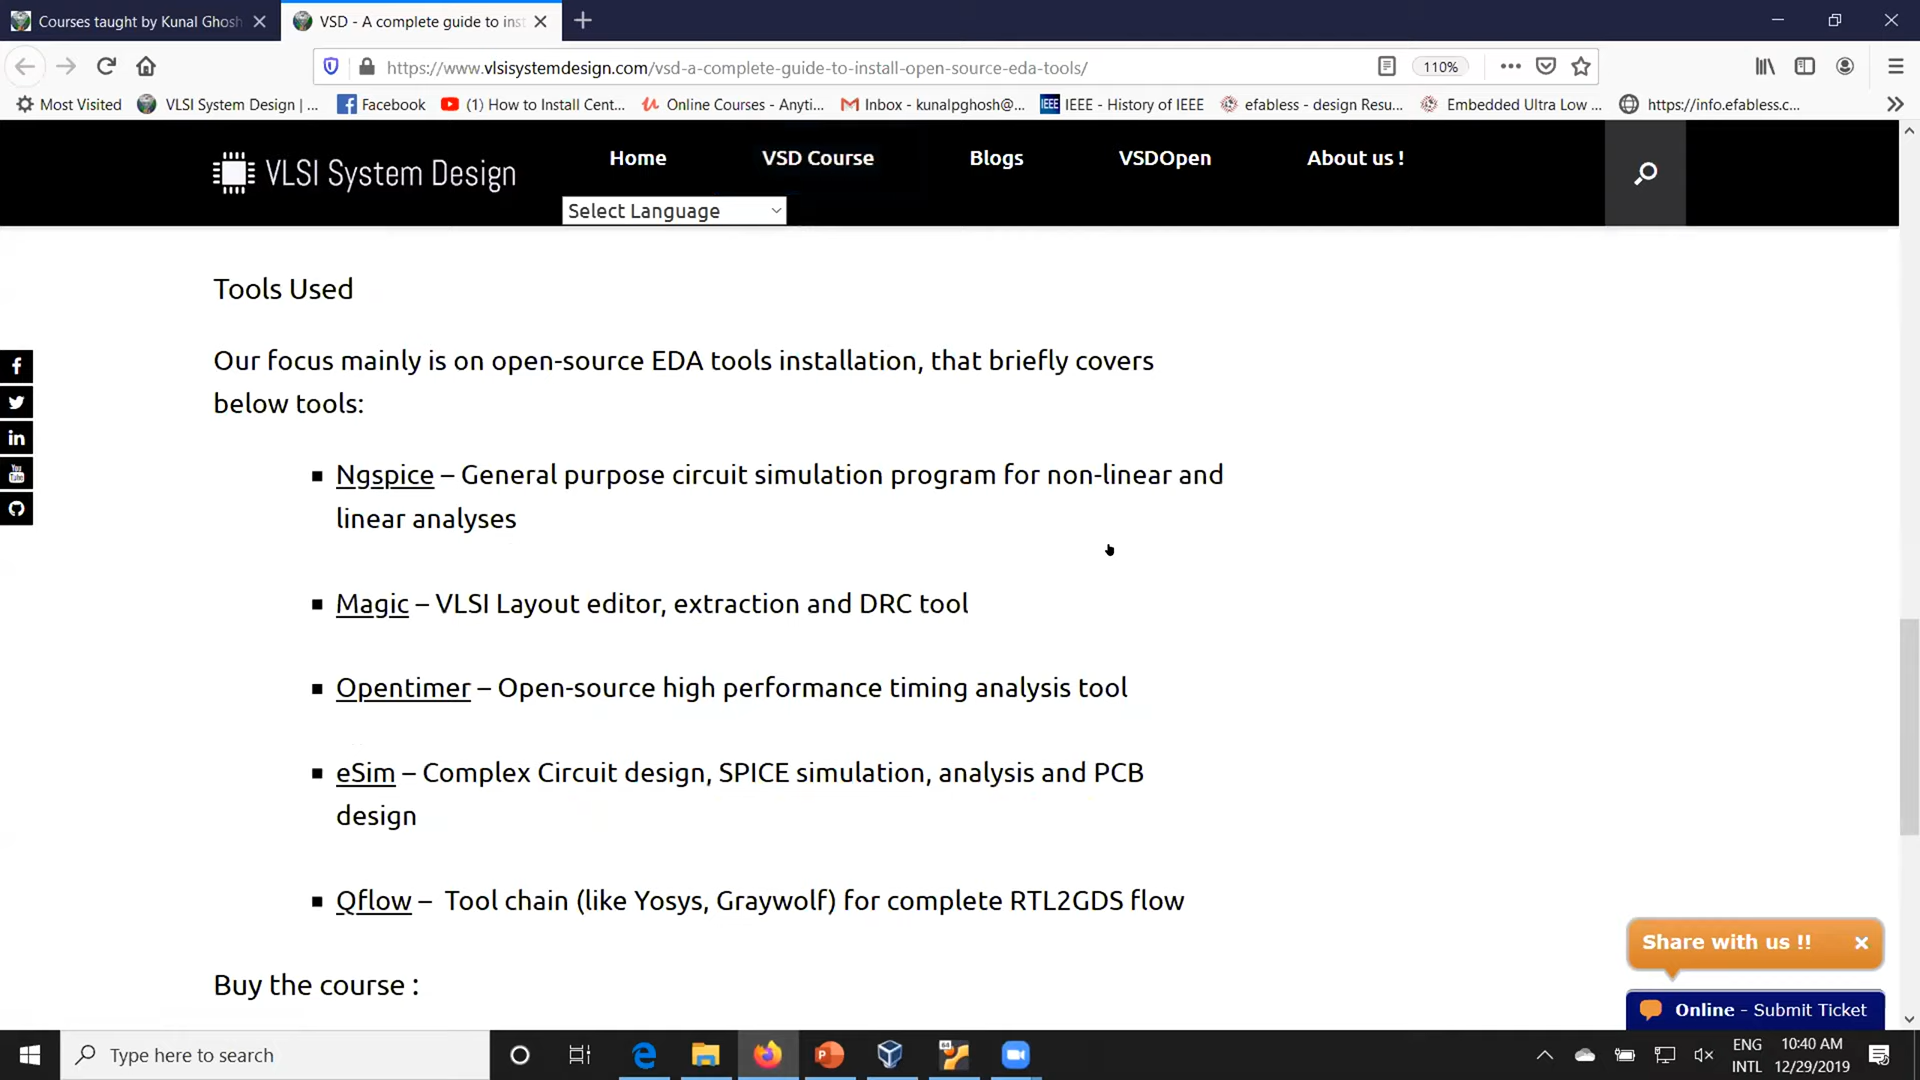 Courses taught by Kunal Ghosh
VSD - A complete guide to inst
https://www.vlsisystemdesign.com/vsd-a-complete-guide-to-install-open-source-eda-tools/
110%
Most Visited
VLSI System Design | ...
Facebook
(1) How to Install Cent...
Online Courses - Anyti...
Inbox - kunalpghosh@...
IEEE - History of IEEE
efabless - design Resu...
Embedded Ultra Low ...
https://info.efabless.c...
VLSI System Design
Home
VSD Course
Blogs
VSDOpen
About us !
Select Language
Tools Used
Our focus mainly is on open-source EDA tools installation, that briefly covers
below tools:
Ngspice – General purpose circuit simulation program for non-linear and
linear analyses
Magic – VLSI Layout editor, extraction and DRC tool
Opentimer – Open-source high performance timing analysis tool
eSim – Complex Circuit design, SPICE simulation, analysis and PCB
design
Qflow – Tool chain (like Yosys, Graywolf) for complete RTL2GDS flow
Buy the course :
Share with us !!
Online - Submit Ticket
Type here to search
ENG
INTL
10:40 AM
12/29/2019